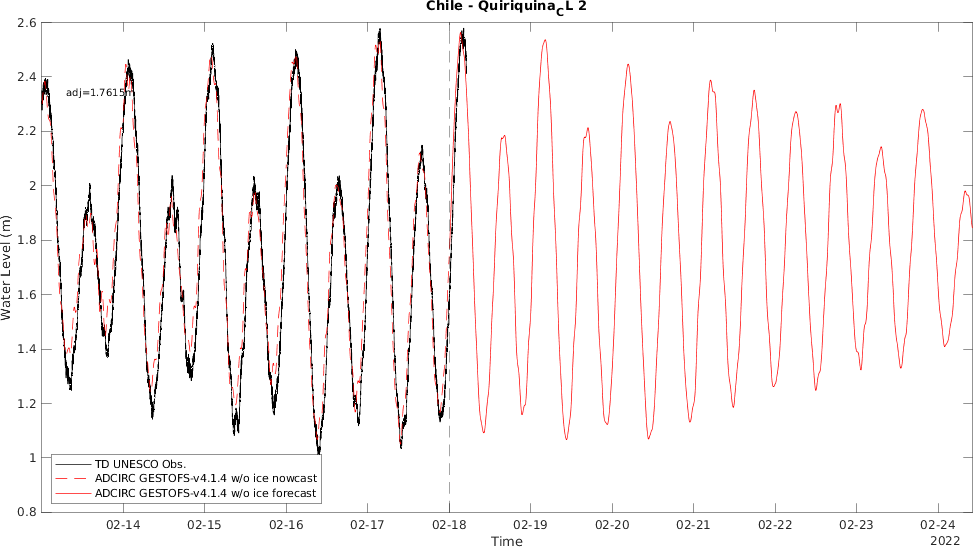 Chile - Quiriquina_CL 2
2.6
2.4
2.2
2
1.8
1.6
1.4
1.2
1
0.8
Water Level (m)
adj=1.7615m
TD UNESCO Obs.
ADCIRC GESTOFS-v4.1.4 w/o ice nowcast
ADCIRC GESTOFS-v4.1.4 w/o ice forecast
02-14 02-15 02-16 02-17 02-18 02-19 02-20 02-21 02-22 02-23 02-24
Time
2022